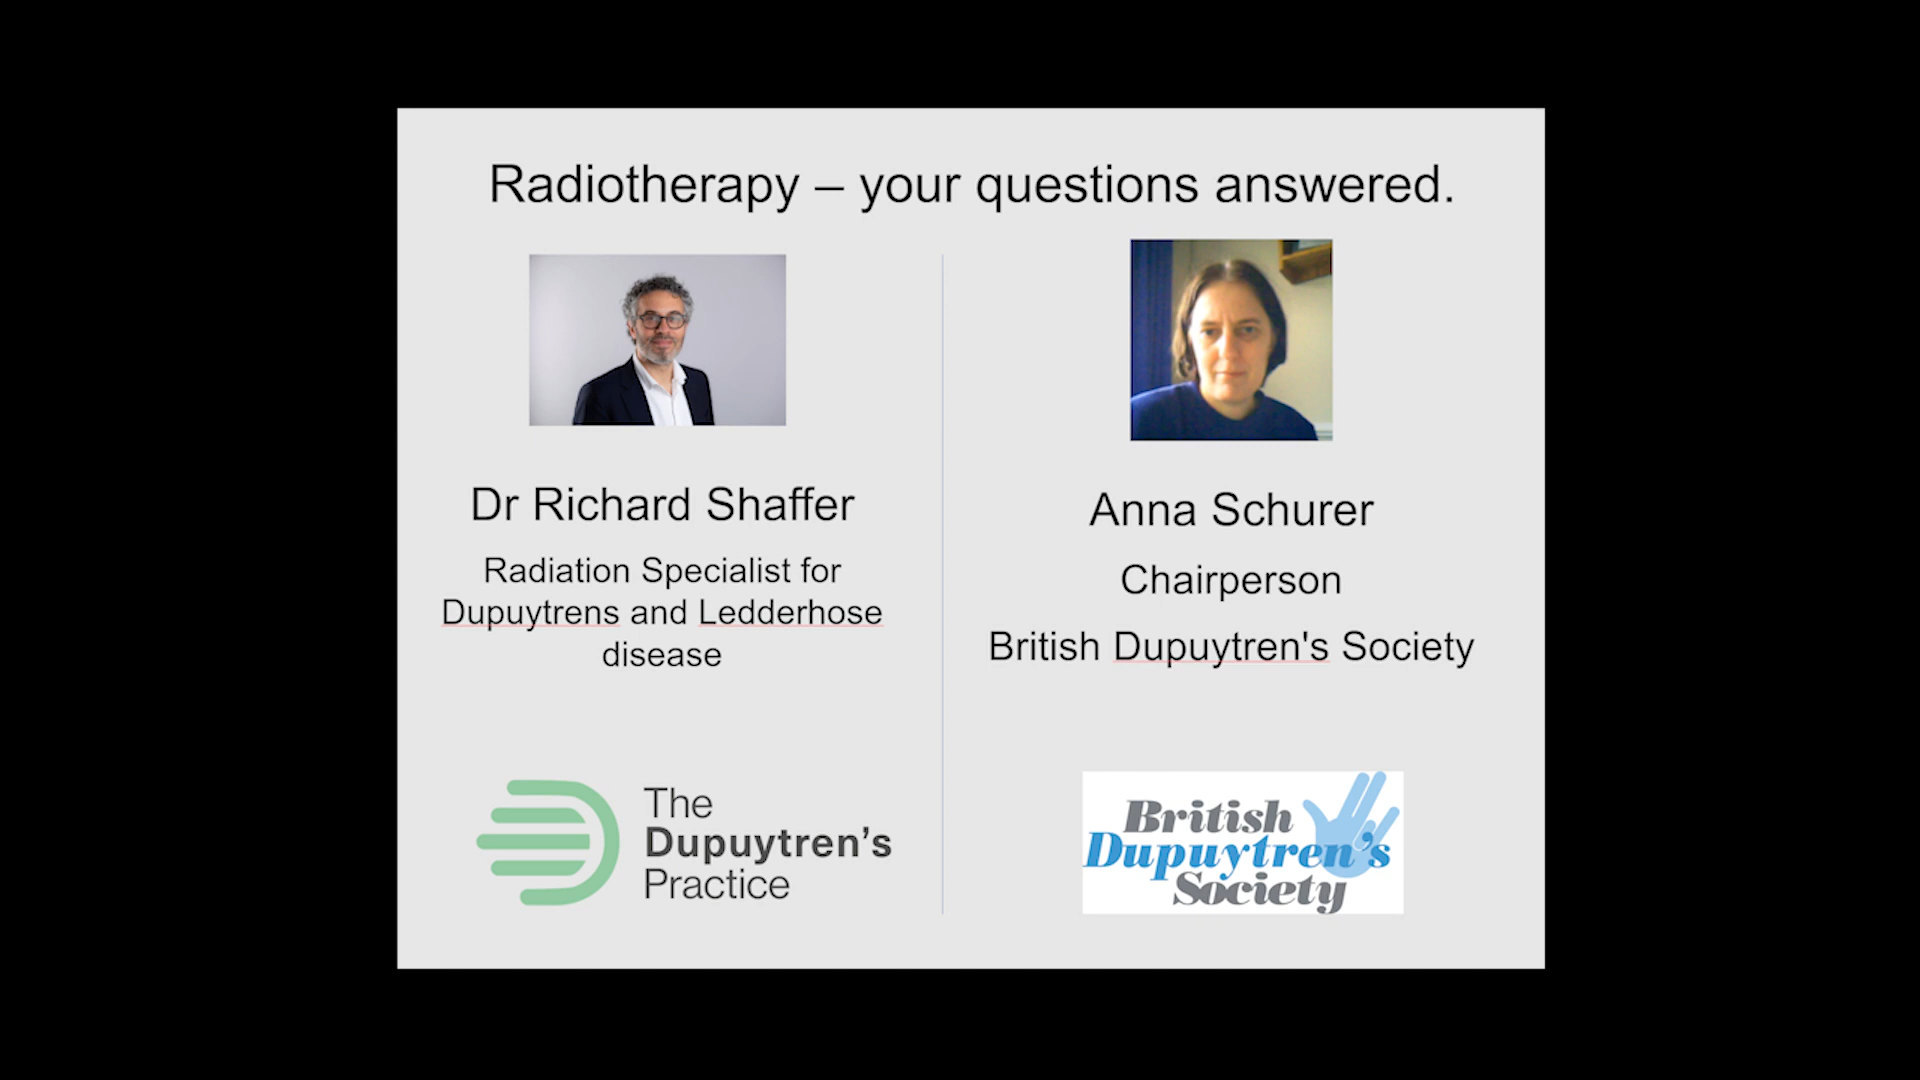 Radiotherapy – your questions answered.
Dr Richard Shaffer
Radiation Specialist for
Dupuytrens and Ledderhose
disease
The
Dupuytren’s
Practice
Anna Schurer
Chairperson
British Dupuytren's Society
British
Dupuytren’s
Society